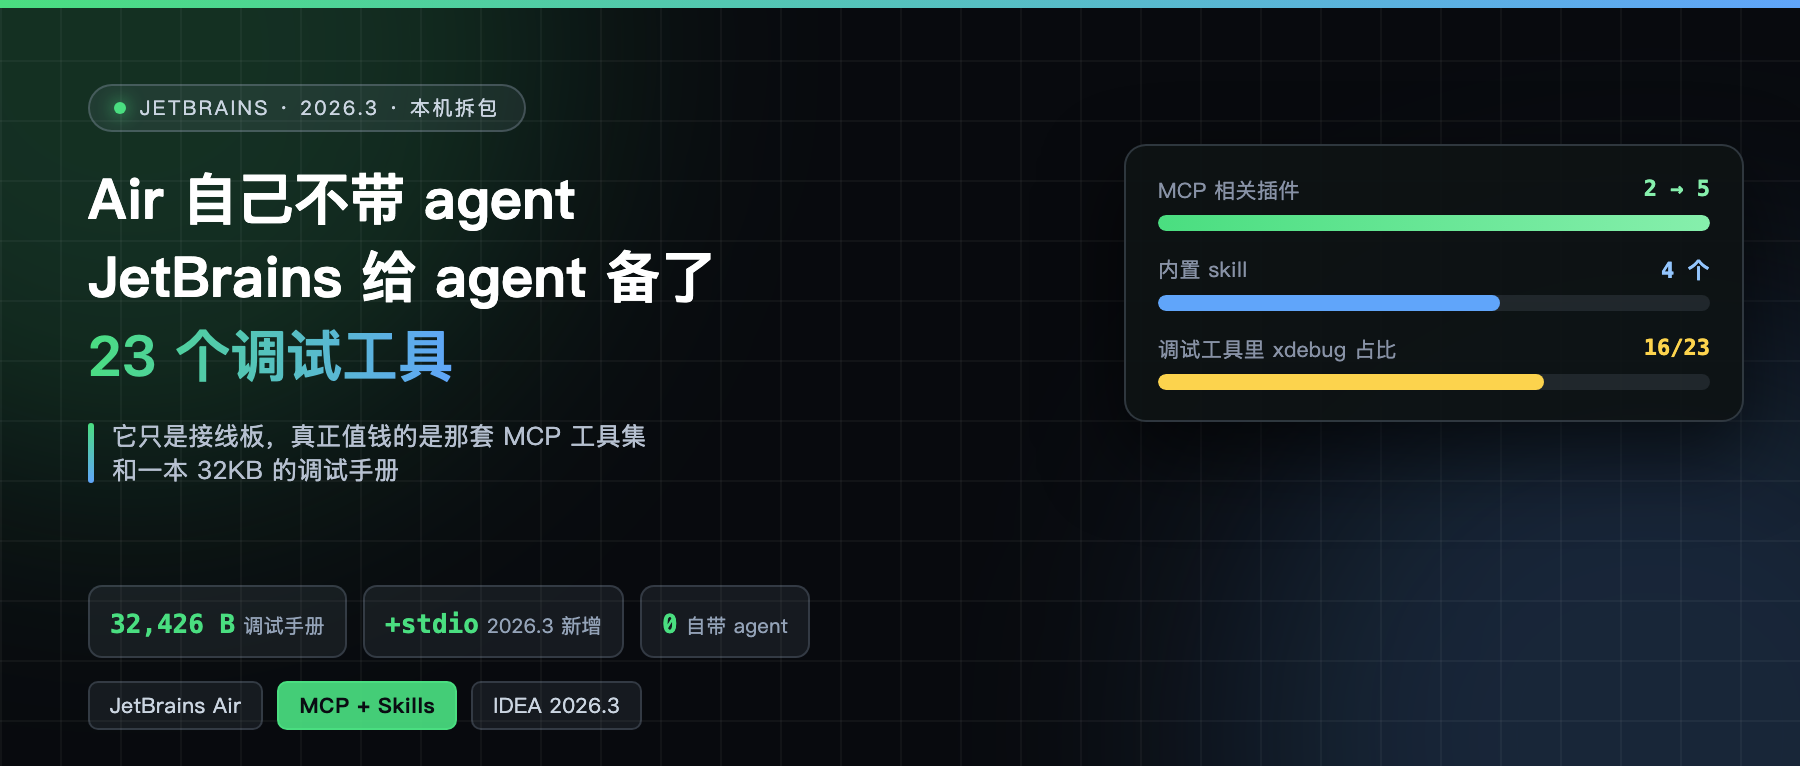 JETBRAINS · 2026.3 · 本机拆包
Air 自己不带 agent
JetBrains 给 agent 备了
23 个调试工具
它只是接线板，真正值钱的是那套 MCP 工具集
和一本 32KB 的调试手册
MCP 相关插件 2 → 5
内置 skill 4 个
调试工具里 xdebug 占比 16/23
32,426 B 调试手册
+stdio 2026.3 新增
0 自带 agent
JetBrains Air
MCP + Skills
IDEA 2026.3